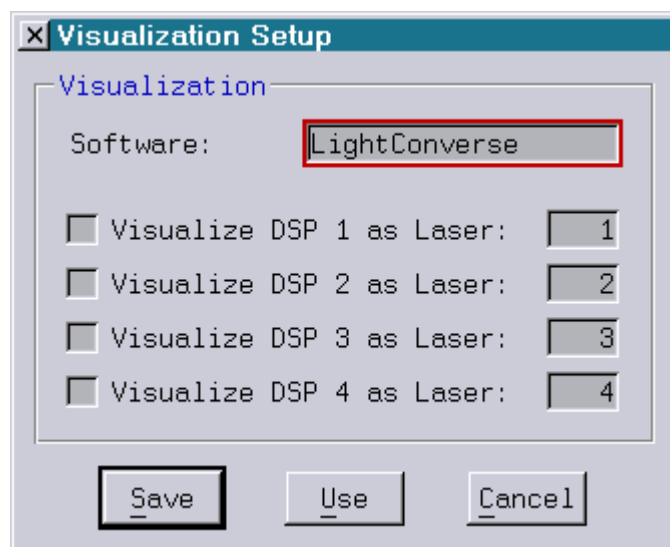 Visualization Setup
Visualization
Software: LightConverse
Visualize DSP 1 as Laser: 1
Visualize DSP 2 as Laser: 2
Visualize DSP 3 as Laser: 3
Visualize DSP 4 as Laser: 4
Save Use Cancel